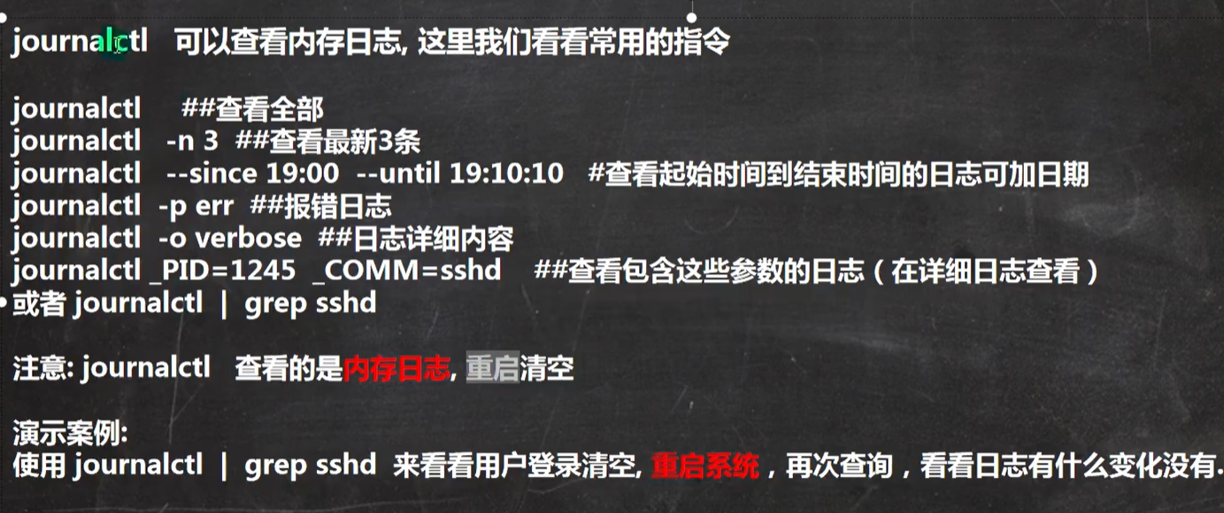 journalctl 可以查看内存日志, 这里我们看看常用的指令
journalctl ##查看全部
journalctl -n 3 ##查看最新3条
journalctl --since 19:00 --until 19:10:10 #查看起始时间到结束时间的日志可加日期
journalctl -p err ##报错日志
journalctl -o verbose ##日志详细内容
journalctl _PID=1245 _COMM=sshd ##查看包含这些参数的日志（在详细日志查看）
或者 journalctl | grep sshd
注意: journalctl 查看的是内存日志, 重启清空
演示案例:
使用 journalctl | grep sshd 来看看用户登录清空, 重启系统，再次查询，看看日志有什么变化没有.